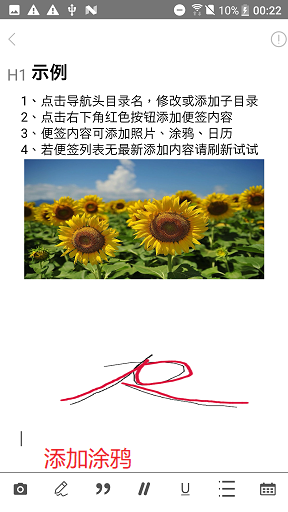 10% 00:22
H1 示例
1、点击导航头目录名，修改或添加子目录
2、点击右下角红色按钮添加便签内容
3、便签内容可添加照片、涂鸦、日历
4、若便签列表无最新添加内容请刷新试试
添加涂鸦
U